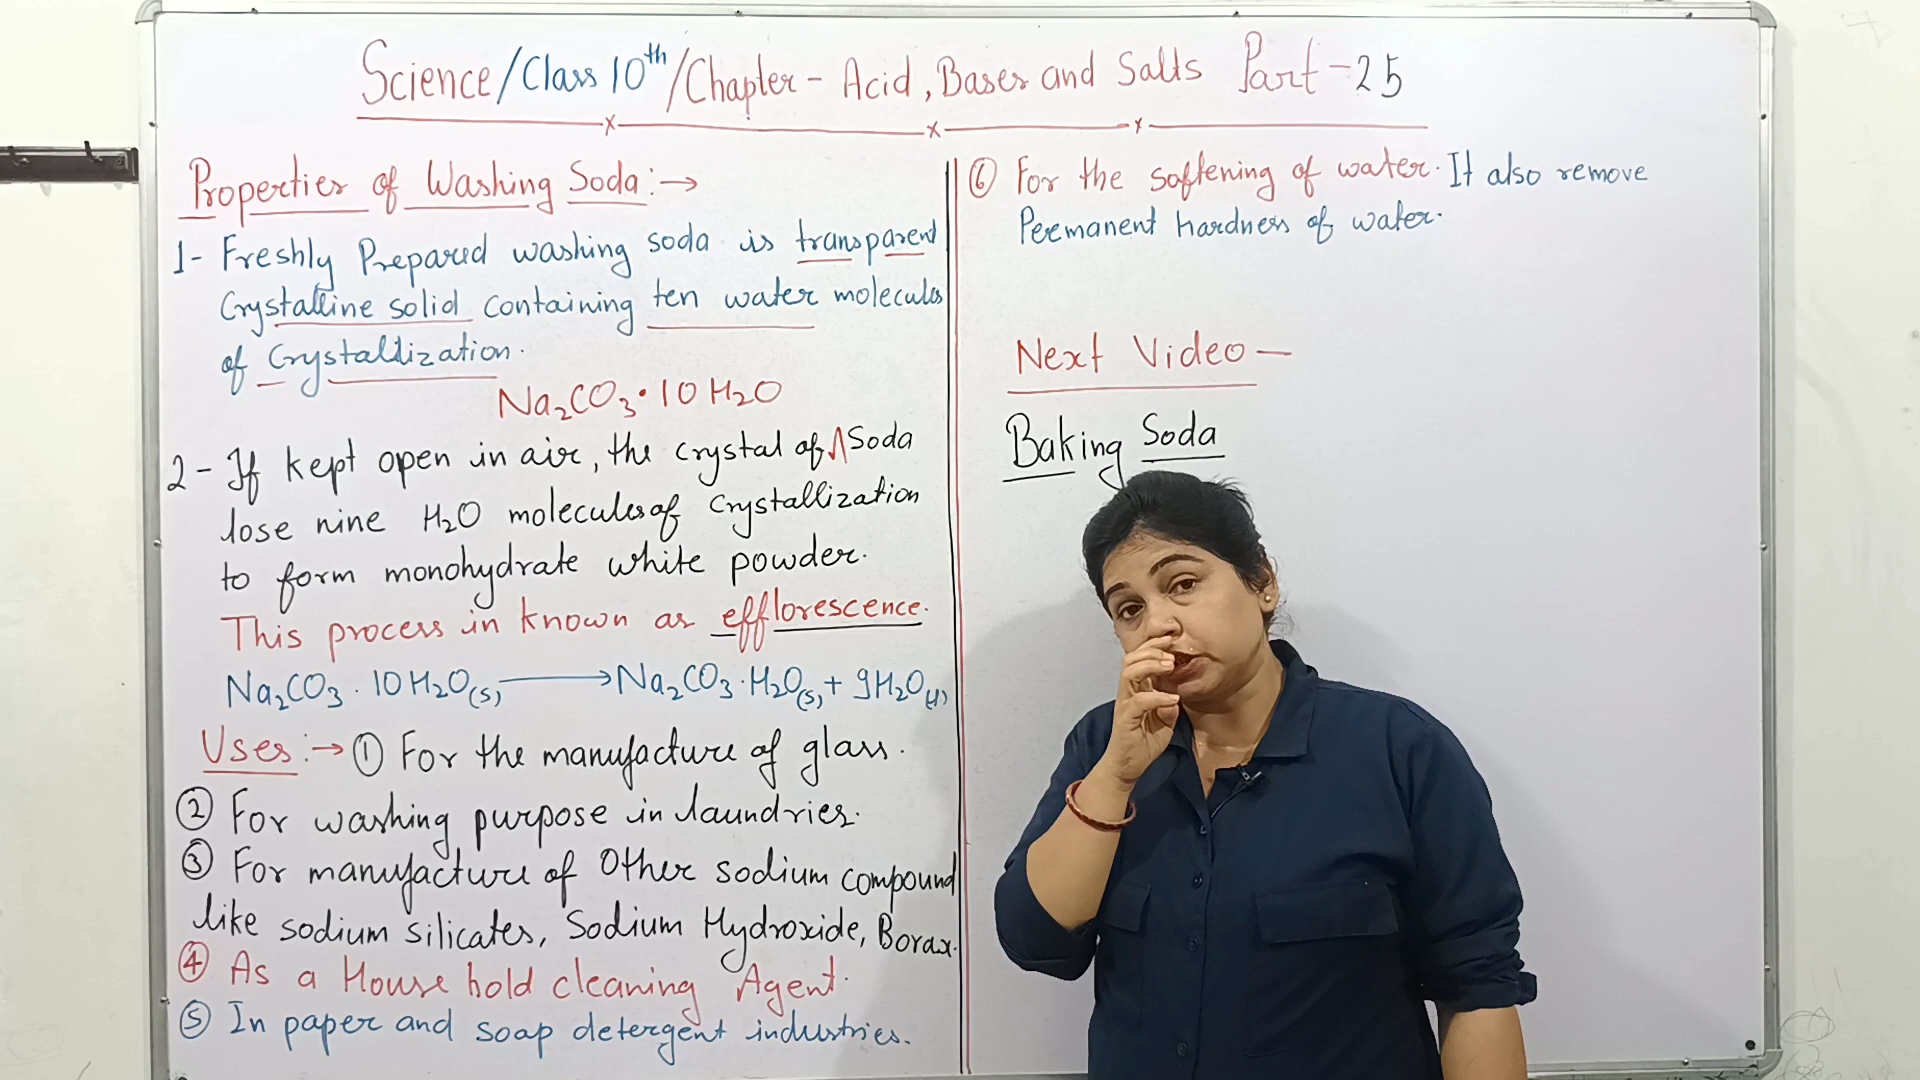 Science/Class 10th/Chapter - Acid, Bases and Salts Part-25
Properties of Washing Soda:→
1- Freshly Prepared washing soda is transparent
Crystalline solid containing ten water molecules
of Crystallization.
Na₂CO₃·10H₂O
2- If kept open in air, the crystal of Soda
lose nine H₂O molecules of Crystallization
to form monohydrate white powder.
This process in known as efflorescence.
Na₂CO₃.10H₂O(s) → Na₂CO₃.H₂O(s) + 9H₂O(l)
Uses:→ ① For the manufacture of glass.
② For washing purpose in laundries.
③ For manufacture of Other sodium compound
like sodium silicates, Sodium Hydroxide, Borax.
④ As a House hold cleaning Agent.
⑤ In paper and soap detergent industries.
⑥ For the softening of water. It also remove
Permanent hardness of water.
Next Video —
Baking Soda